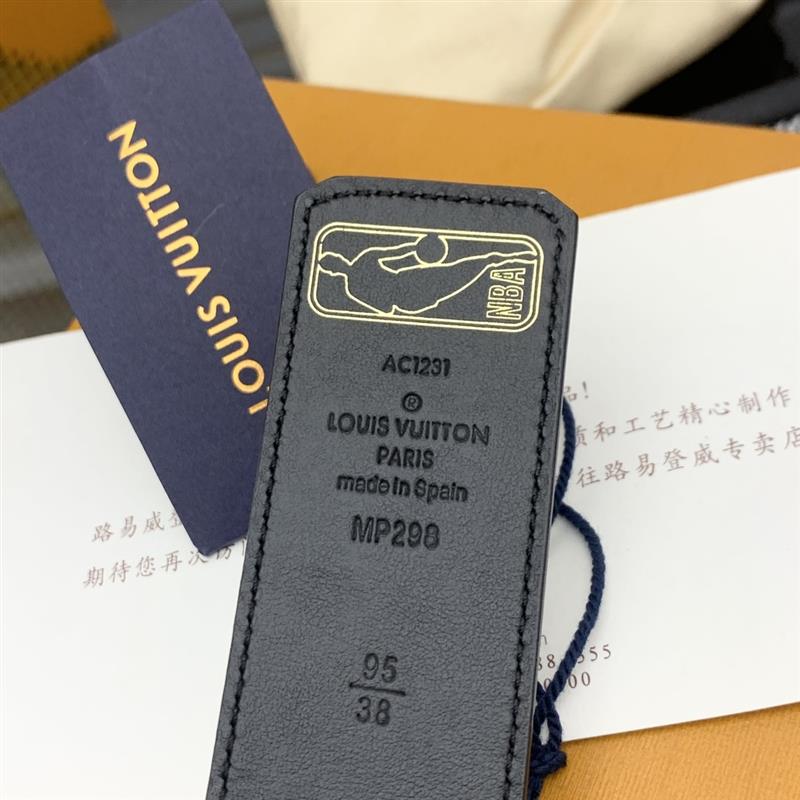 LOUIS VUITTON
NBA
AC1231
®
LOUIS VUITTON
PARIS
made in Spain
MP298
95
38
品!
质和工艺精心制作
往路易登威专卖店
路易威登
期待您再次